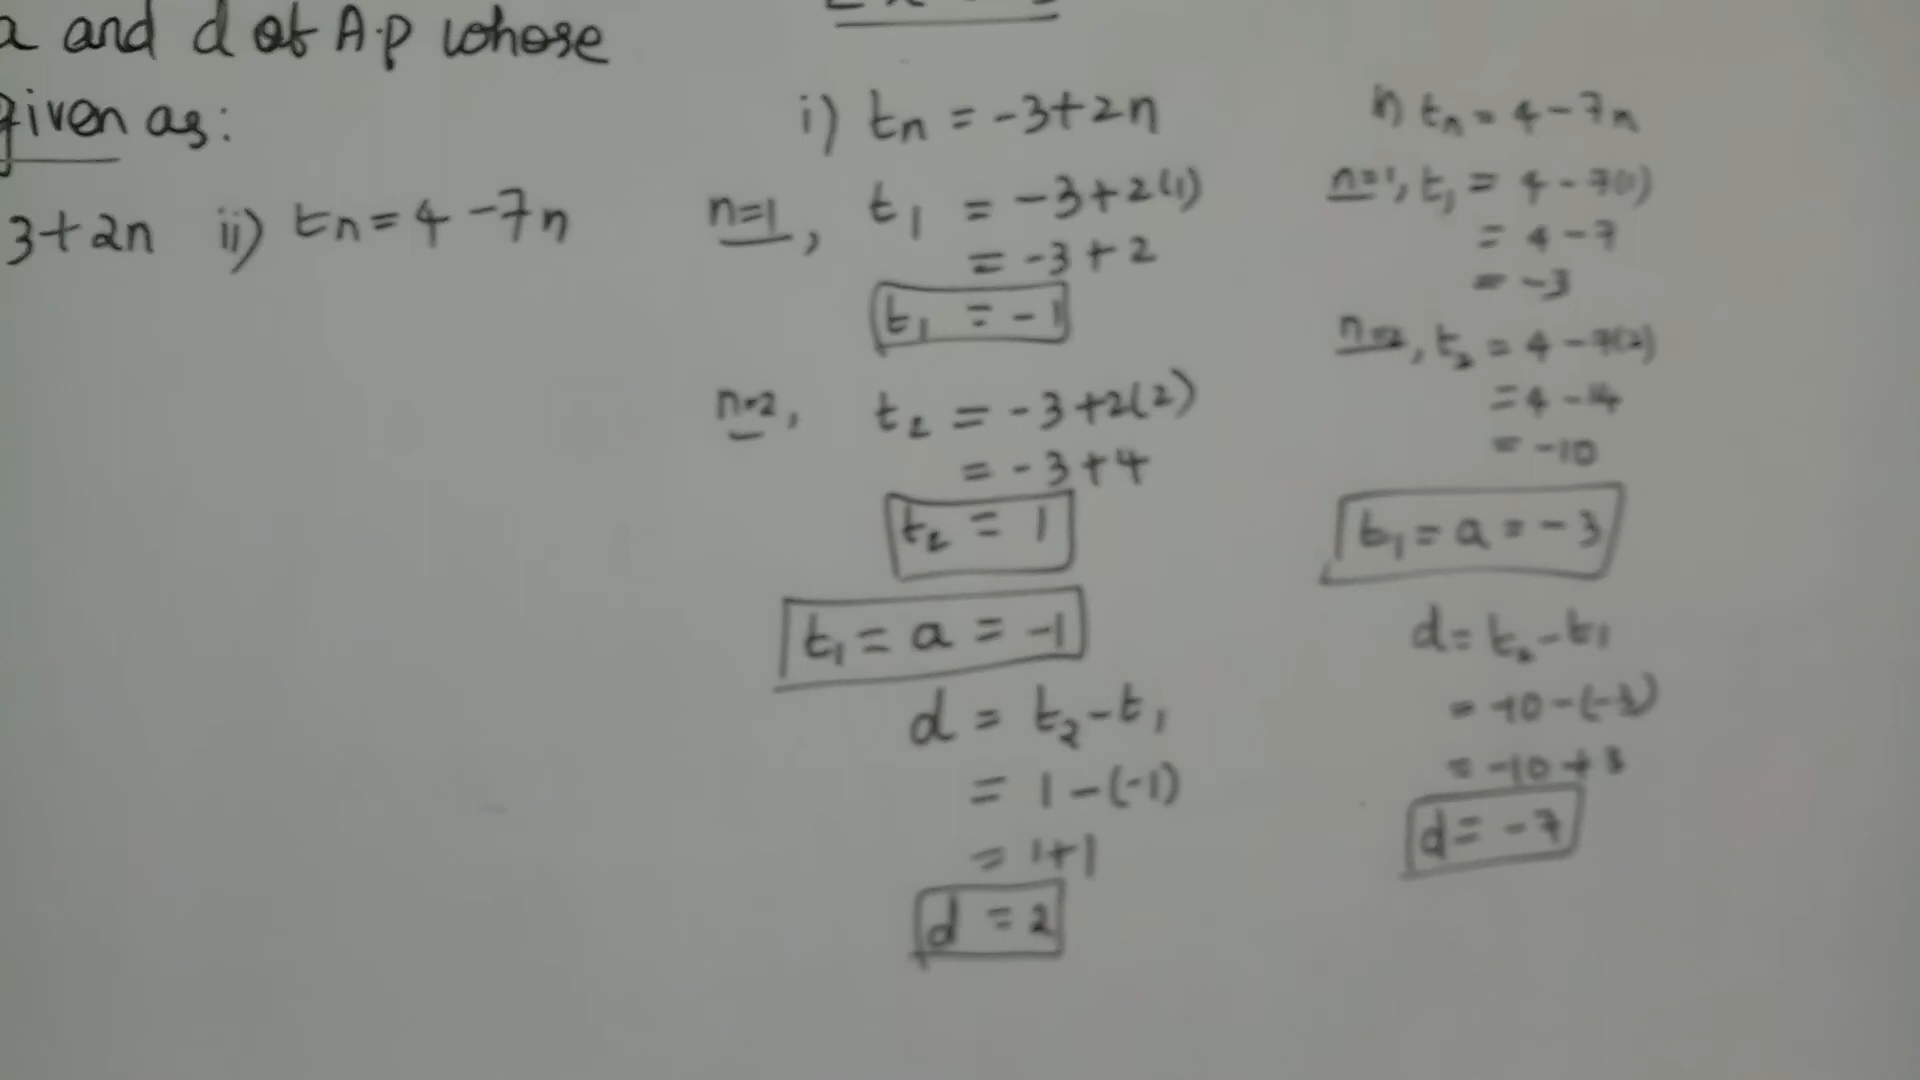 a and d of A.p whose
given as:
3+2n ii) tn = 4 -7n
i) tn = -3+2n
n=1, t1 = -3+2(1)
= -3+2
t1 = -1
n=2, t2 = -3+2(2)
= -3+4
t2 = 1
t1 = a = -1
d = t2-t1
= 1-(-1)
= 1+1
d = 2
tn = 4-7n
n=1, t1 = 4-7(1)
= 4-7
= -3
n=2, t2 = 4-7(2)
= 4-14
= -10
t1 = a = -3
d = t2-t1
= -10-(-3)
= -10+3
d = -7